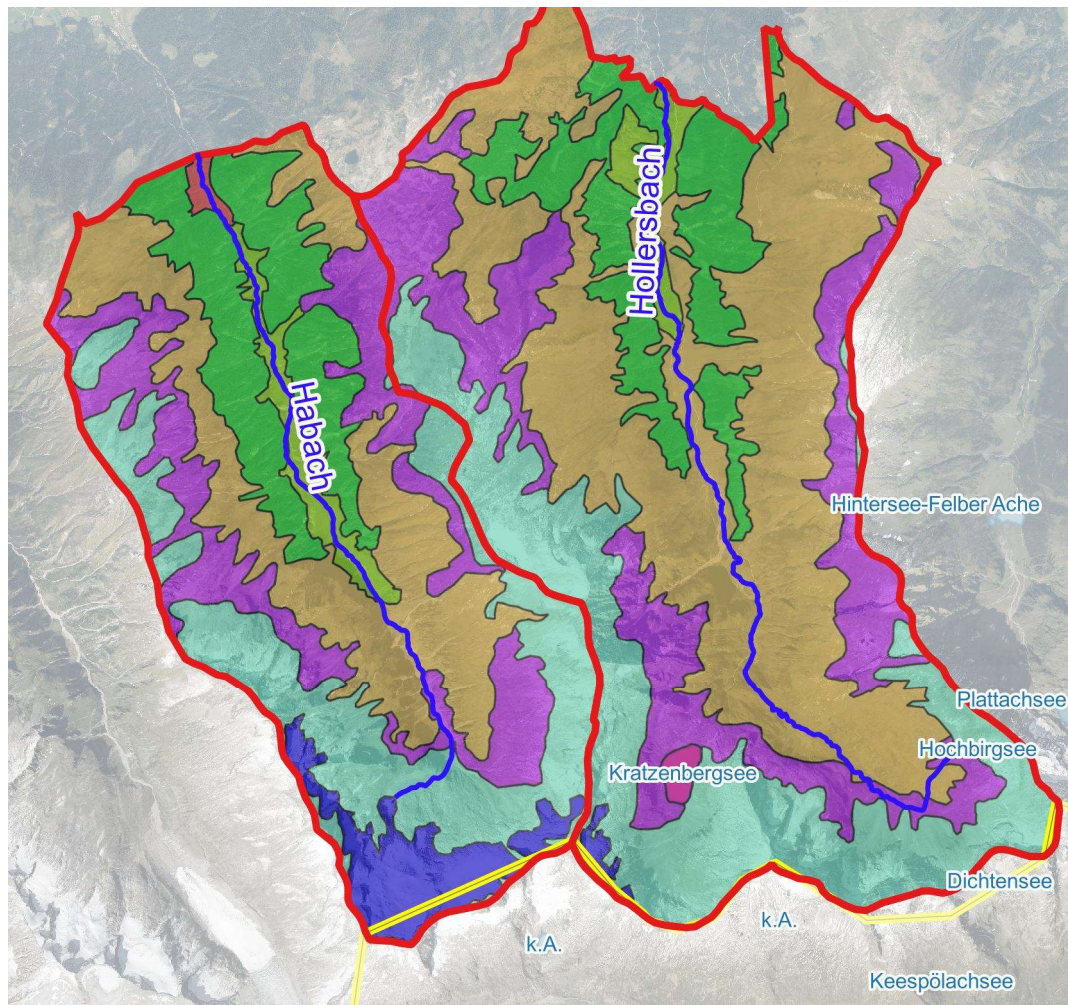 Hollersbach
Habach
Hintersee-Felber Ache
Plattachsee
Hochbirgsee
Kratzenbergsee
Dichtensee
k.A.
k.A.
Keespölachsee